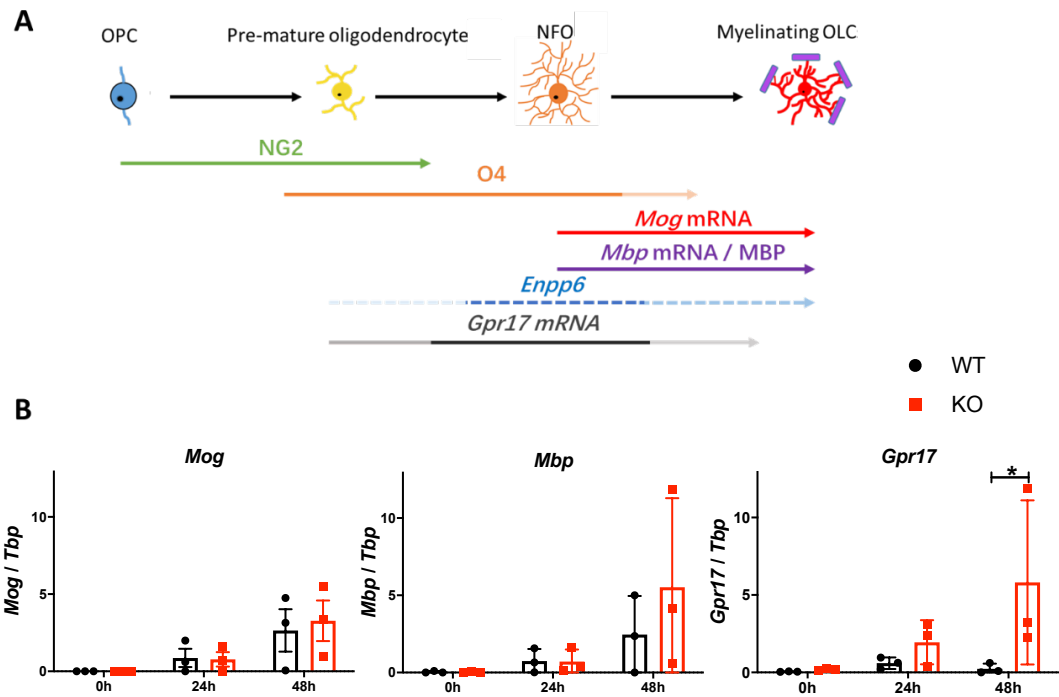 A
OPC
Pre-mature oligodendrocyte
NFO
Myelinating OLC
NG2
O4
Mog mRNA
Mbp mRNA / MBP
Enpp6
Gpr17 mRNA
WT
KO
B
Mog
Mog / Tbp
10
5
0
0h 24h 48h
Mbp
Mbp / Tbp
10
5
0
0h 24h 48h
Gpr17
*
Gpr17 / Tbp
10
5
0
0h 24h 48h